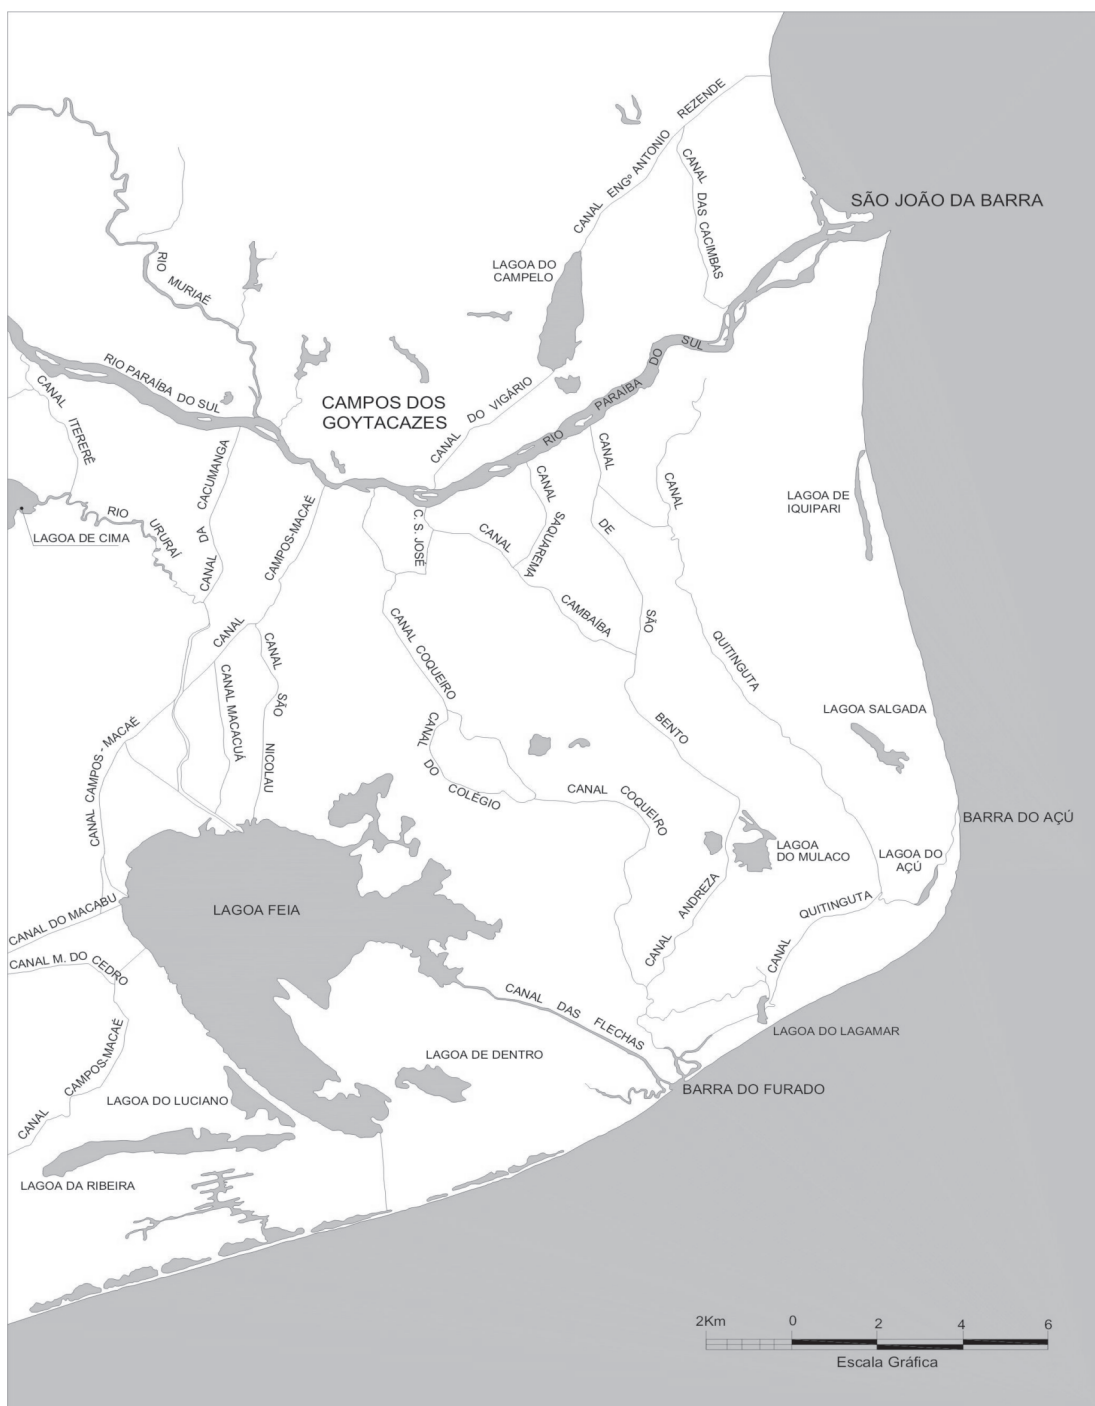 CANAL ENGº ANTONIO REZENDE
CANAL DAS CACIMBAS
SÃO JOÃO DA BARRA
LAGOA DO
CAMPELO
RIO MURIAÉ
RIO PARAÍBA DO SUL
CAMPOS DOS
GOYTACAZES
CANAL DO VIGÁRIO
RIO PARAÍBA DO SUL
CANAL ITERERÊ
RIO URURAÍ
LAGOA DE CIMA
CANAL DA CACUMANGA
CANAL CAMPOS-MACAÉ
C. S. JOSÉ
CANAL SAQUAREMA
CANAL CAMBAÍBA
CANAL DE SÃO BENTO
CANAL QUITINGUTA
LAGOA DE
IQUIPARI
CANAL MACACUÁ
CANAL SÃO NICOLAU
CANAL COQUEIRO
CANAL DO COLÉGIO
CANAL COQUEIRO
CANAL CAMPOS - MACAÉ
LAGOA SALGADA
BARRA DO AÇÚ
LAGOA
DO MULACO
LAGOA DO
AÇÚ
CANAL QUITINGUTA
CANAL ANDREZA
LAGOA FEIA
CANAL DO MACABU
CANAL M. DO CEDRO
CANAL CAMPOS-MACAÉ
CANAL DAS FLECHAS
LAGOA DO LAGAMAR
LAGOA DE DENTRO
BARRA DO FURADO
LAGOA DO LUCIANO
LAGOA DA RIBEIRA
2Km 0 2 4 6
Escala Gráfica